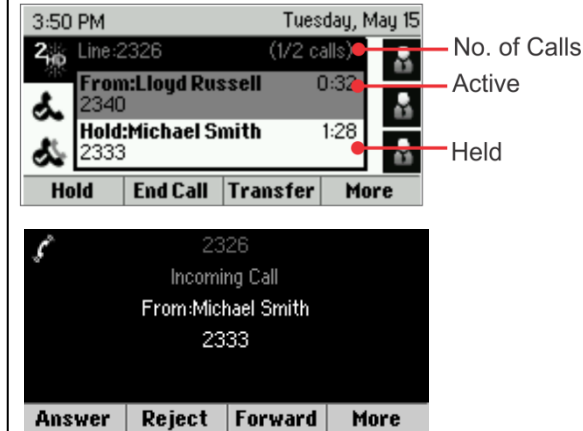 3:50 PM Tuesday, May 15
2HD Line:2326 (1/2 calls) No. of Calls
From:Lloyd Russell 0:32 Active
2340
Hold:Michael Smith 1:28 Held
2333
Hold End Call Transfer More
2326
Incoming Call
From:Michael Smith
2333
Answer Reject Forward More